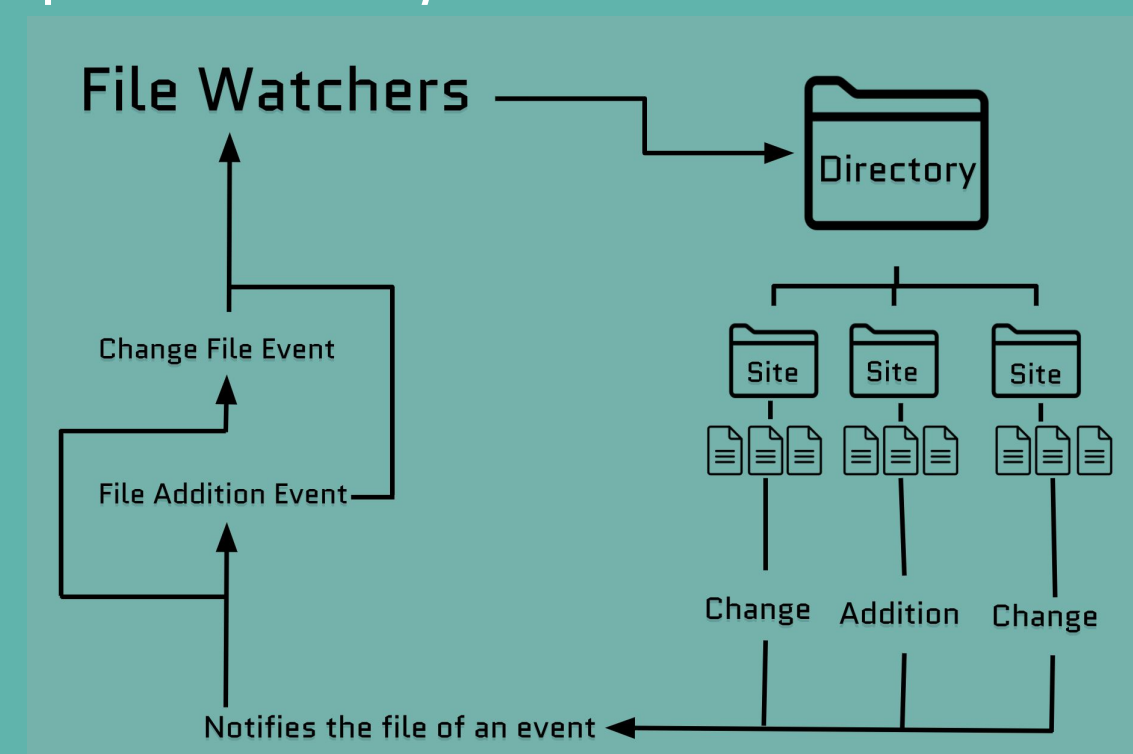 File Watchers
Directory
Change File Event
Site
Site
Site
File Addition Event
Change
Addition
Change
Notifies the file of an event